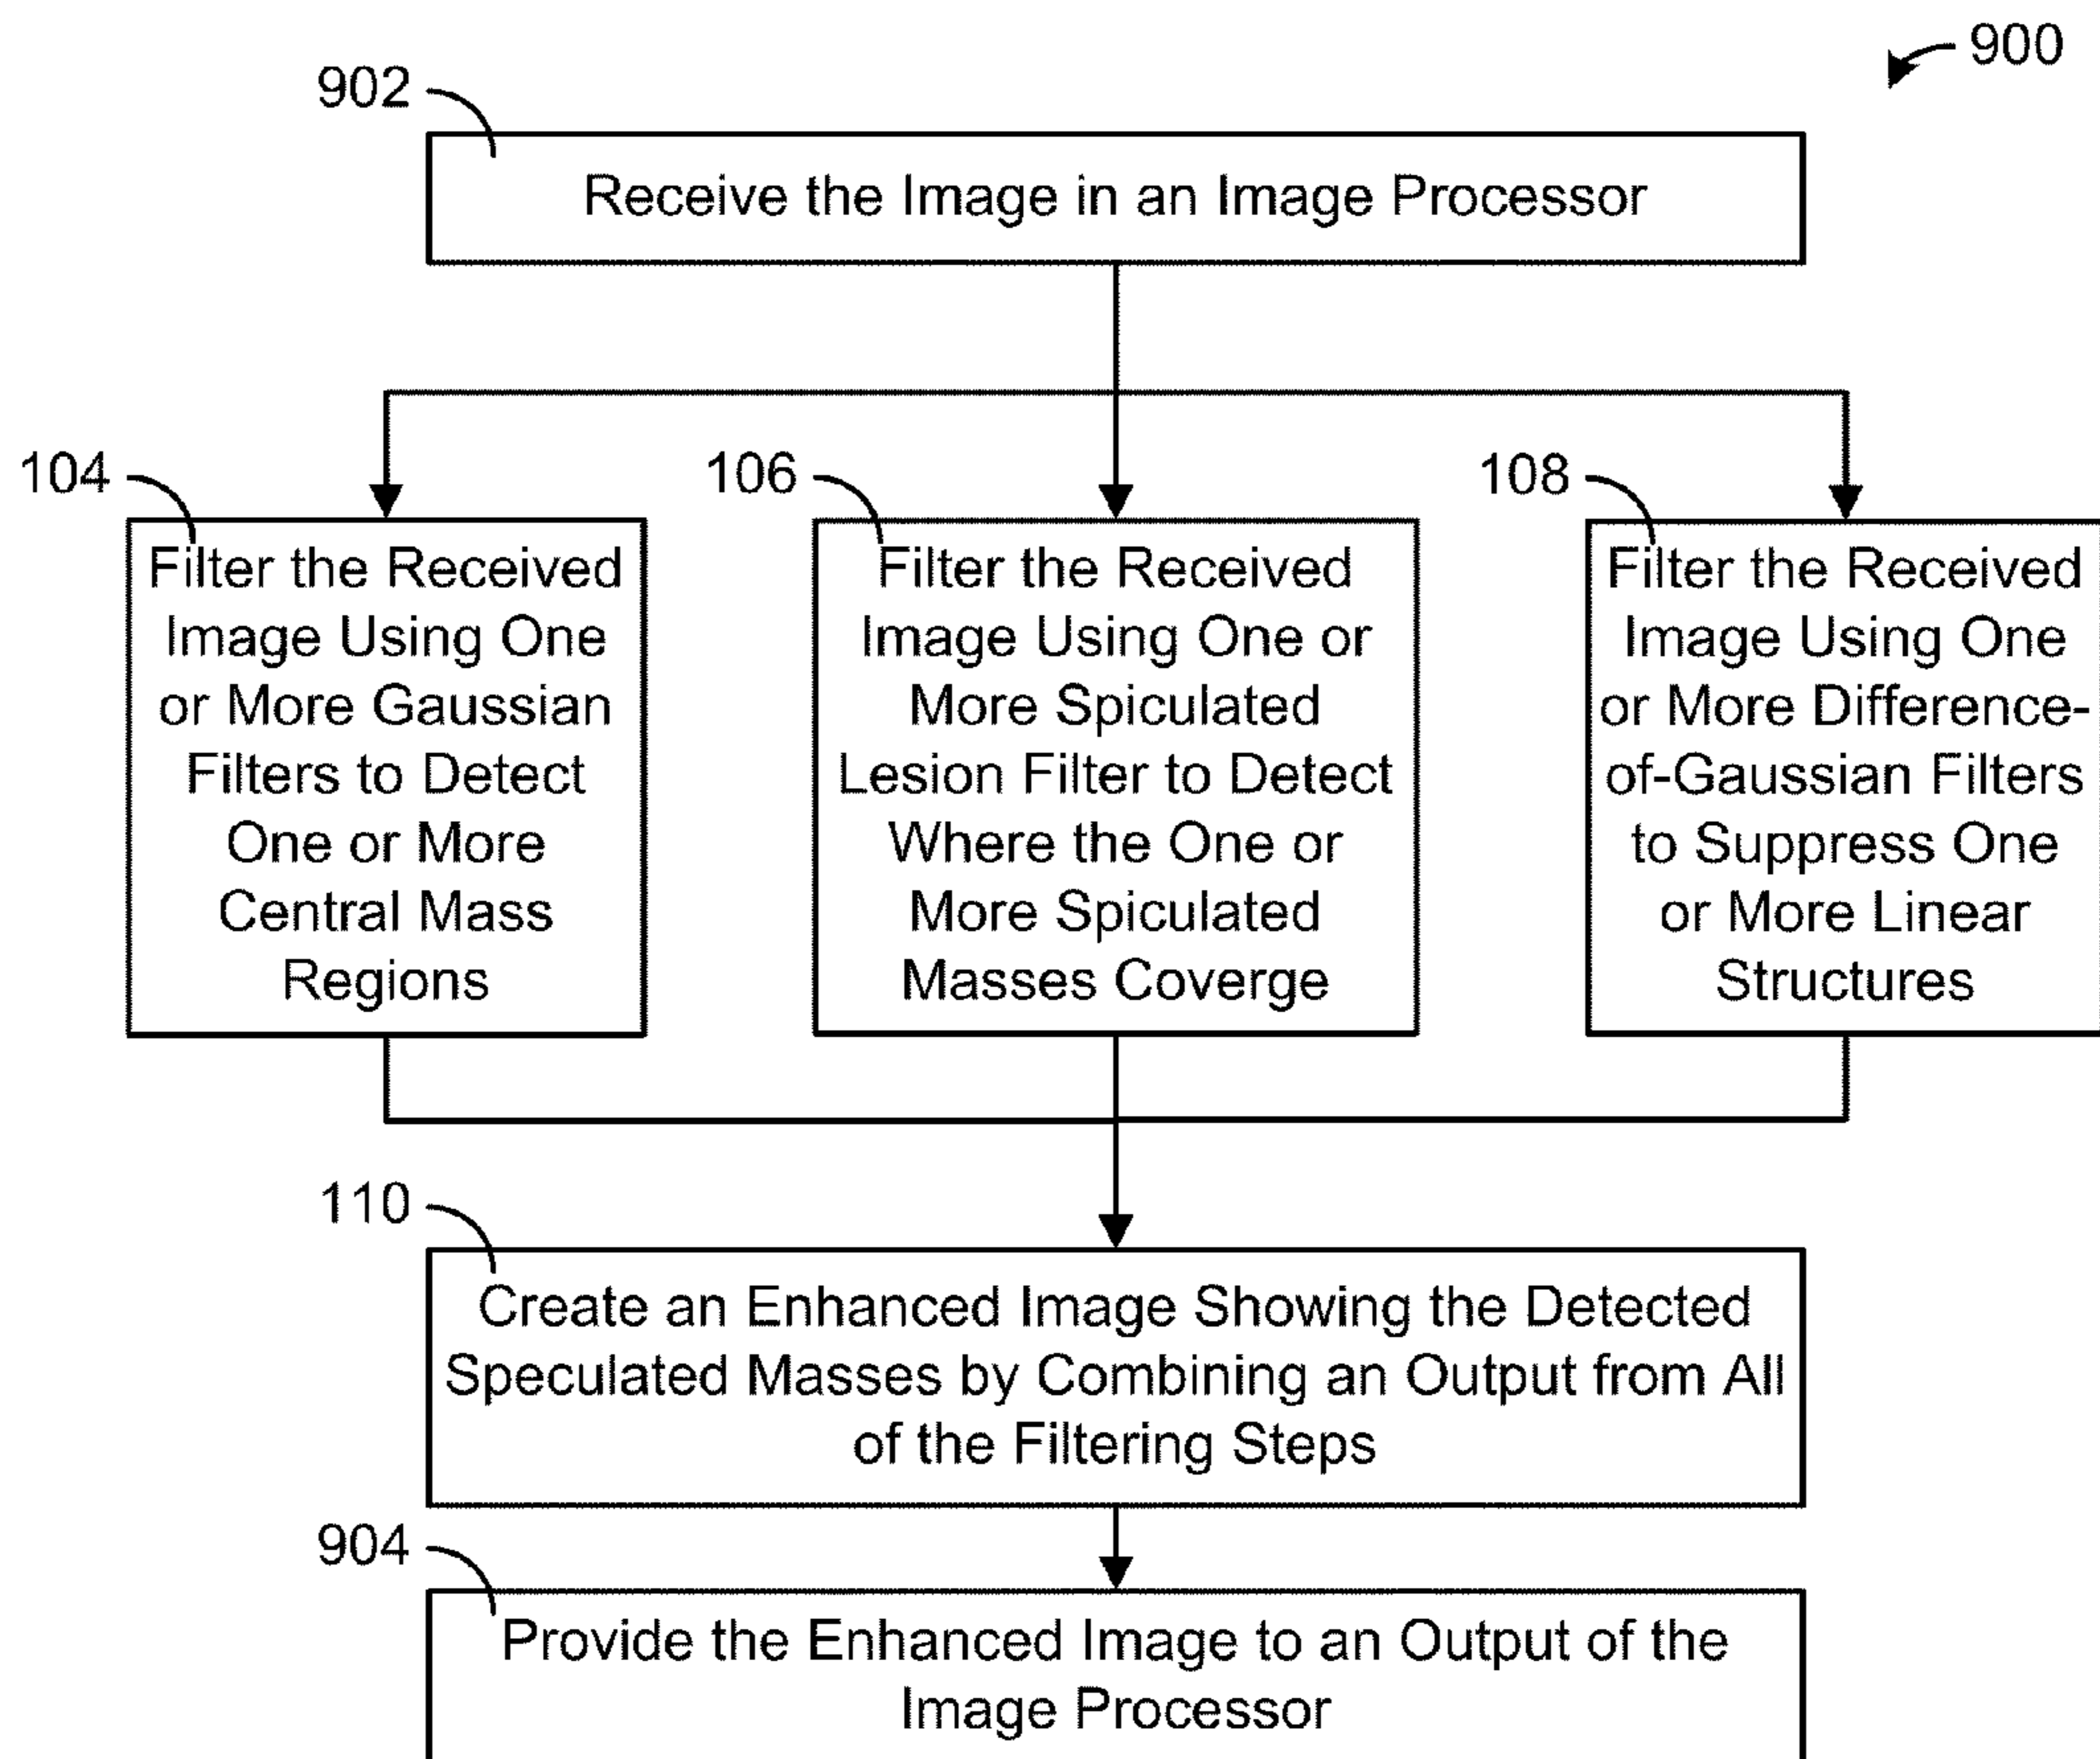 900
902
Receive the Image in an Image Processor
104
Filter the Received
Image Using One
or More Gaussian
Filters to Detect
One or More
Central Mass
Regions
106
Filter the Received
Image Using One or
More Spiculated
Lesion Filter to Detect
Where the One or
More Spiculated
Masses Coverge
108
Filter the Received
Image Using One
or More Difference-
of-Gaussian Filters
to Suppress One
or More Linear
Structures
110
Create an Enhanced Image Showing the Detected
Speculated Masses by Combining an Output from All
of the Filtering Steps
904
Provide the Enhanced Image to an Output of the
Image Processor